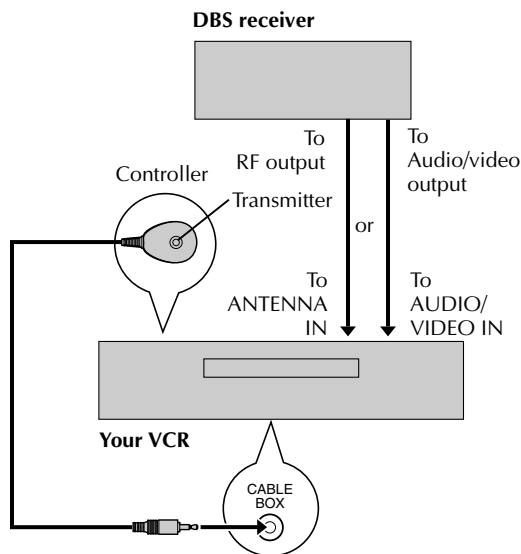 DBS receiver
To
RF output
To
Audio/video
output
Controller
Transmitter
or
To
ANTENNA
IN
To
AUDIO/
VIDEO IN
Your VCR
CABLE
BOX